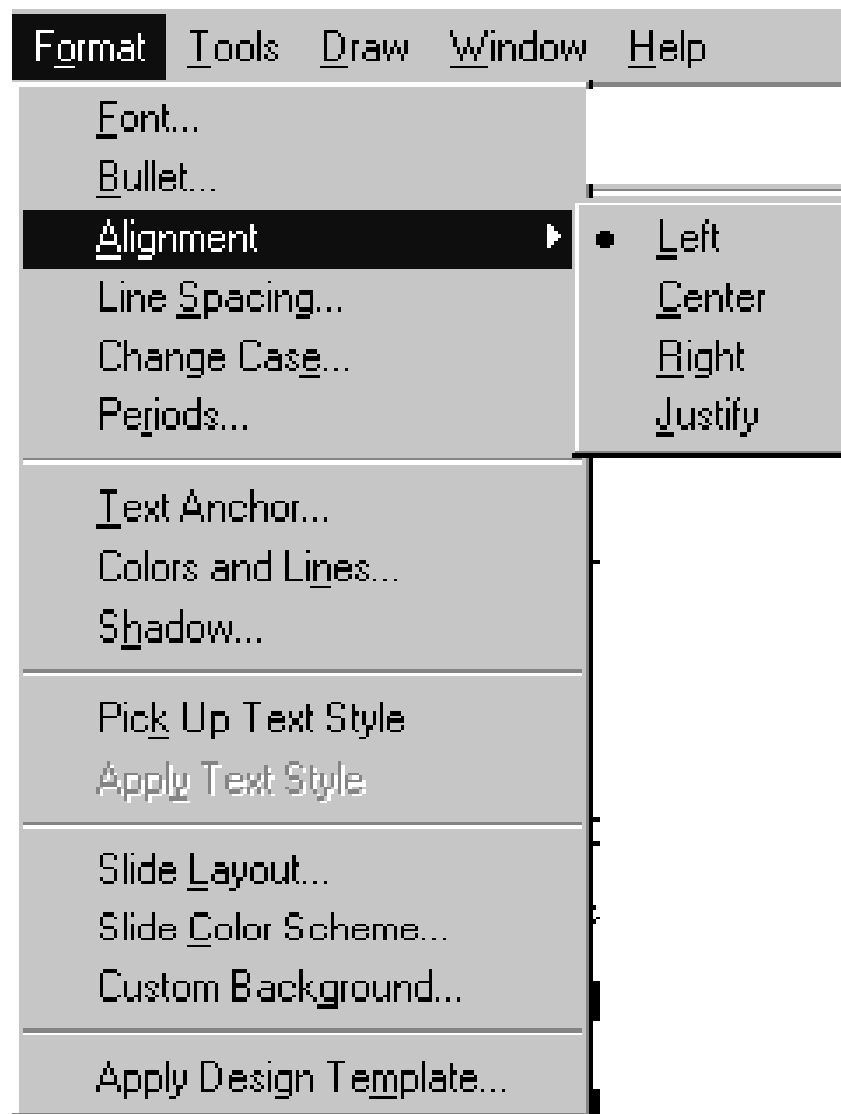 Format Tools Draw Window Help
Font...
Bullet...
Alignment
Left
Center
Right
Justify
Line Spacing...
Change Case...
Periods...
Text Anchor...
Colors and Lines...
Shadow...
Pick Up Text Style
Apply Text Style
Slide Layout...
Slide Color Scheme...
Custom Background...
Apply Design Template...